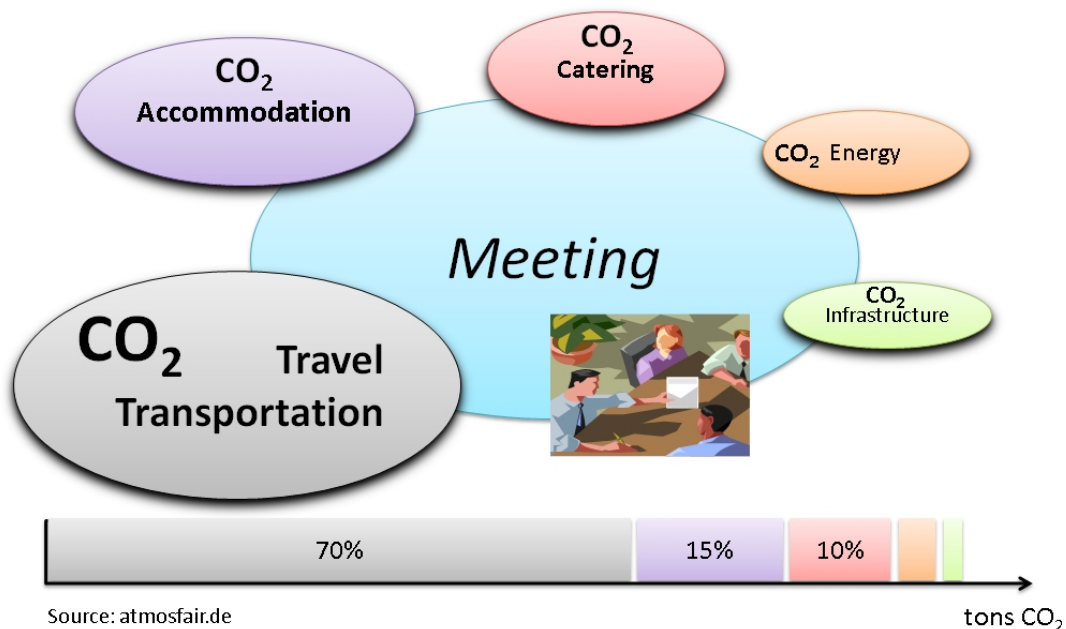 CO₂
Accommodation
CO₂
Catering
CO₂ Energy
Meeting
CO₂
Infrastructure
CO₂ Travel
Transportation
70%
15%
10%
Source: atmosfair.de
tons CO₂